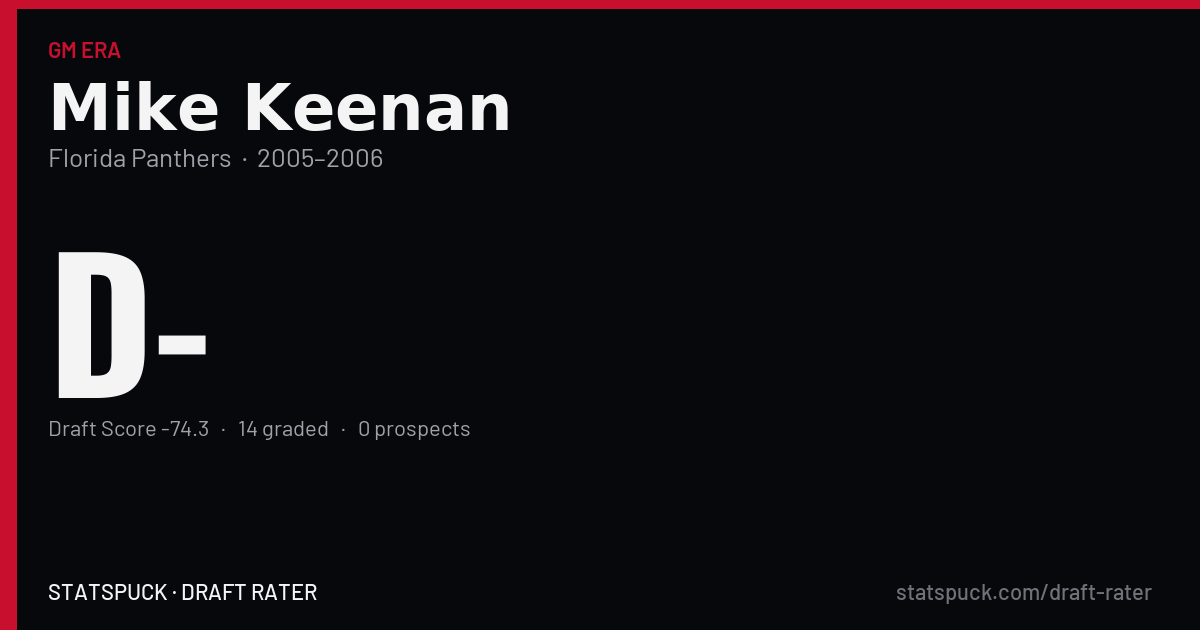 GM ERA
Mike Keenan
Florida Panthers · 2005–2006
D-
Draft Score -74.3 · 14 graded · 0 prospects
STATSPUCK · DRAFT RATER
statspuck.com/draft-rater